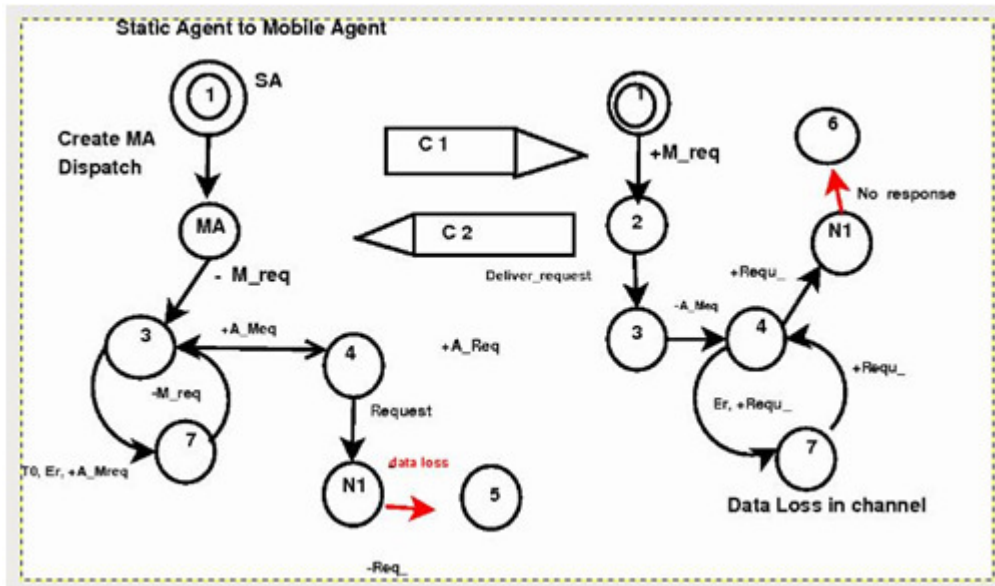 Static Agent to Mobile Agent
1
SA
Create MA
Dispatch
MA
- M_req
3
+A_Meq
4
-M_req
7
T0, Er, +A_Mreq
Request
N1
data loss
5
-Req_
C 1
C 2
+A_Req
1
+M_req
2
Deliver_request
3
-A_Meq
4
+Requ_
N1
No response
6
Er, +Requ_
+Requ_
7
Data Loss in channel